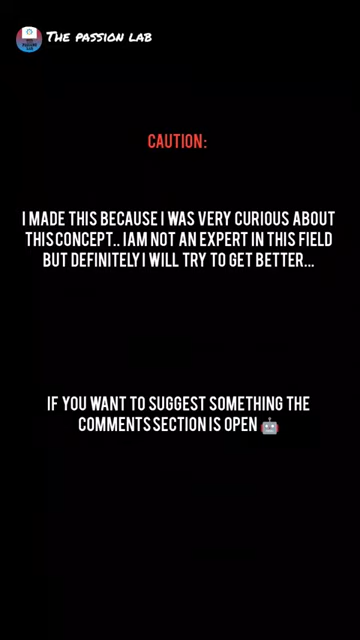 The passion lab
CAUTION:
I MADE THIS BECAUSE I WAS VERY CURIOUS ABOUT
THIS CONCEPT.. IAM NOT AN EXPERT IN THIS FIELD
BUT DEFINITELY I WILL TRY TO GET BETTER...
IF YOU WANT TO SUGGEST SOMETHING THE
COMMENTS SECTION IS OPEN 🤖